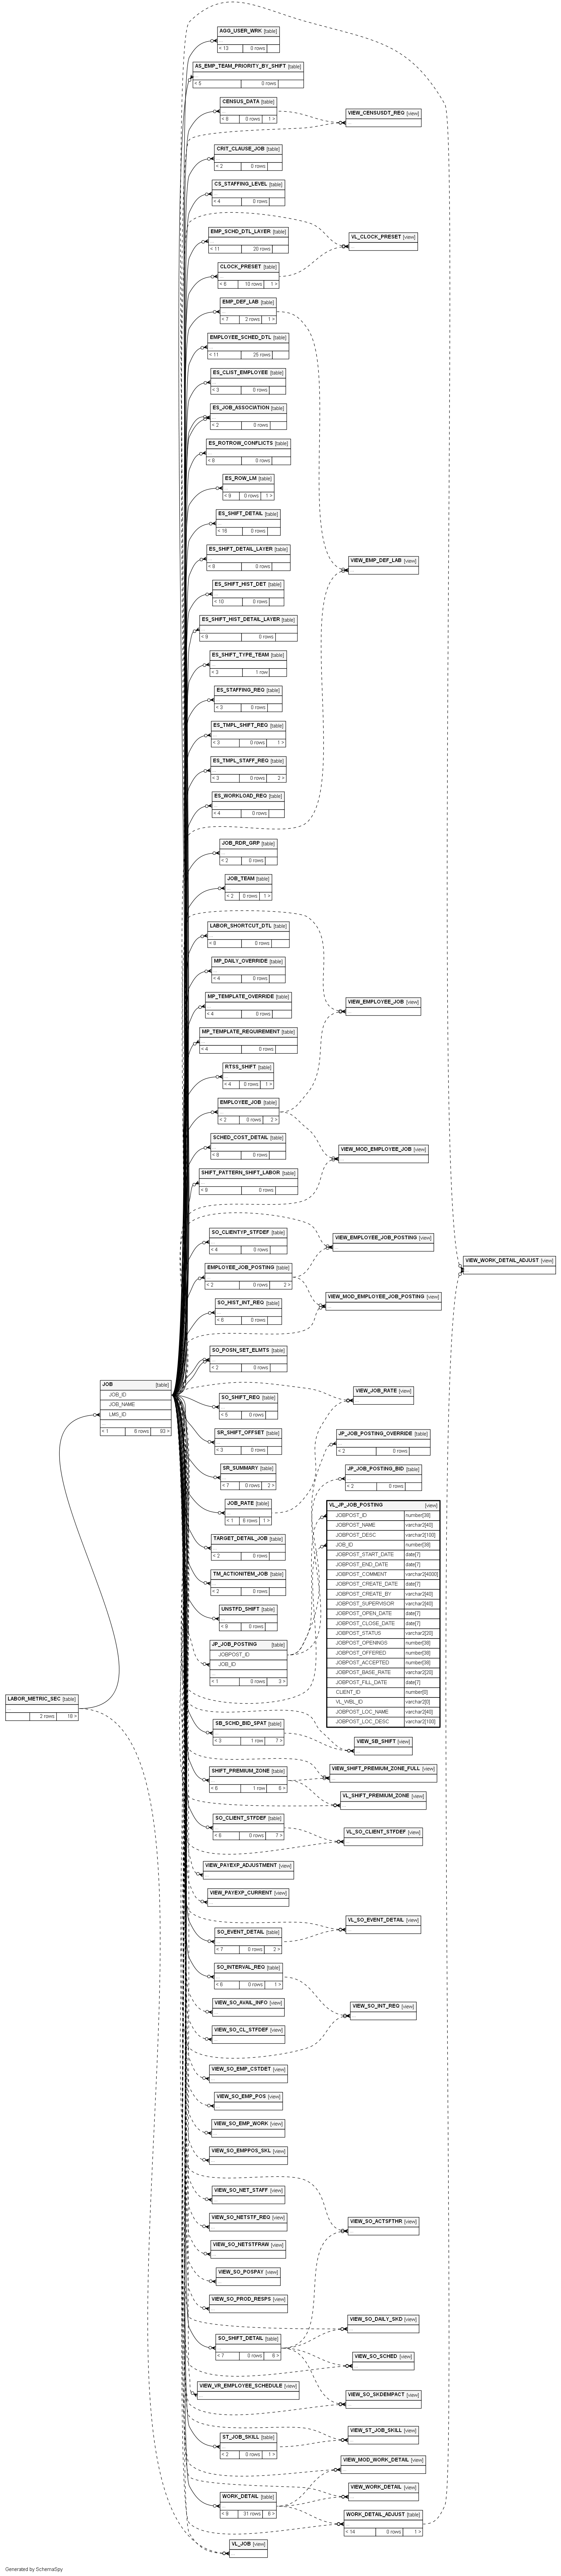 AGG_USER_WRK [table]
...
< 13 0 rows
AS_EMP_TEAM_PRIORITY_BY_SHIFT [table]
...
< 5 0 rows
CENSUS_DATA [table]
...
< 8 0 rows 1 >
VIEW_CENSUSDT_REQ [view]
...
CRIT_CLAUSE_JOB [table]
...
< 2 0 rows
CS_STAFFING_LEVEL [table]
...
< 4 0 rows
EMP_SCHD_DTL_LAYER [table]
...
< 11 20 rows
VL_CLOCK_PRESET [view]
...
CLOCK_PRESET [table]
...
< 8 10 rows 1 >
EMP_DEF_LAB [table]
...
< 7 2 rows 1 >
EMPLOYEE_SCHED_DTL [table]
...
< 11 25 rows
ES_CLIST_EMPLOYEE [table]
...
< 3 0 rows
ES_JOB_ASSOCIATION [table]
...
< 2 0 rows
ES_ROTROW_CONFLICTS [table]
...
< 8 0 rows
ES_ROW_LM [table]
...
< 9 0 rows 1 >
ES_SHIFT_DETAIL [table]
...
< 16 0 rows
ES_SHIFT_DETAIL_LAYER [table]
...
< 9 0 rows
VIEW_EMP_DEF_LAB [view]
...
ES_SHIFT_HIST_DET [table]
...
< 10 0 rows
ES_SHIFT_HIST_DETAIL_LAYER [table]
...
< 9 0 rows
ES_SHIFT_TYPE_TEAM [table]
...
< 3 1 row
ES_STAFFING_REQ [table]
...
< 3 0 rows
ES_TMPL_SHIFT_REQ [table]
...
< 3 0 rows 1 >
ES_TMPL_STAFF_REQ [table]
...
< 3 0 rows 2 >
ES_WORKLOAD_REQ [table]
...
< 4 0 rows
JOB_RDR_GRP [table]
...
< 2 0 rows
JOB_TEAM [table]
...
< 2 0 rows 1 >
LABOR_SHORTCUT_DTL [table]
...
< 8 0 rows
MP_DAILY_OVERRIDE [table]
...
< 4 0 rows
MP_TEMPLATE_OVERRIDE [table]
...
< 4 0 rows
VIEW_EMPLOYEE_JOB [view]
...
MP_TEMPLATE_REQUIREMENT [table]
...
< 4 0 rows
RTSS_SHIFT [table]
...
< 4 0 rows 1 >
EMPLOYEE_JOB [table]
...
< 2 0 rows 2 >
SCHED_COST_DETAIL [table]
...
< 9 0 rows
VIEW_MOD_EMPLOYEE_JOB [view]
...
SHIFT_PATTERN_SHIFT_LABOR [table]
...
< 9 0 rows
SO_CLIENTYP_STFDEF [table]
...
< 4 0 rows
VIEW_EMPLOYEE_JOB_POSTING [view]
...
VIEW_WORK_DETAIL_ADJUST [view]
...
EMPLOYEE_JOB_POSTING [table]
...
< 2 0 rows 2 >
VIEW_MOD_EMPLOYEE_JOB_POSTING [view]
...
SO_HIST_INT_REQ [table]
...
< 6 0 rows
SO_POSN_SET_ELMTS [table]
...
< 2 0 rows
JOB [table]
JOB_ID
JOB_NAME
LMS_ID
...
< 1 6 rows 93 >
SO_SHIFT_REQ [table]
...
< 5 0 rows
VIEW_JOB_RATE [view]
...
SR_SHIFT_OFFSET [table]
...
< 3 0 rows
JP_JOB_POSTING_OVERRIDE [table]
...
< 2 0 rows
SR_SUMMARY [table]
...
< 7 0 rows 2 >
JP_JOB_POSTING_BID [table]
...
< 2 0 rows
JOB_RATE [table]
...
< 1 6 rows 1 >
VL_JP_JOB_POSTING [view]
JOBPOST_ID number[38]
JOBPOST_NAME varchar2[40]
JOBPOST_DESC varchar2[100]
JOB_ID number[38]
JOBPOST_START_DATE date[7]
JOBPOST_END_DATE date[7]
JOBPOST_COMMENT varchar2[4000]
JOBPOST_CREATE_DATE date[7]
JOBPOST_CREATE_BY varchar2[40]
JOBPOST_SUPERVISOR varchar2[40]
JOBPOST_OPEN_DATE date[7]
JOBPOST_CLOSE_DATE date[7]
JOBPOST_STATUS varchar2[20]
JOBPOST_OPENINGS number[38]
JOBPOST_OFFERED number[38]
JOBPOST_ACCEPTED number[38]
JOBPOST_BASE_RATE varchar2[20]
JOBPOST_FILL_DATE date[7]
CLIENT_ID number[0]
VL_WBL_ID varchar2[0]
JOBPOST_LOC_NAME varchar2[40]
JOBPOST_LOC_DESC varchar2[100]
TARGET_DETAIL_JOB [table]
...
< 2 0 rows
TM_ACTIONITEM_JOB [table]
...
< 2 0 rows
UNSTFD_SHIFT [table]
...
< 9 0 rows
JP_JOB_POSTING [table]
JOBPOST_ID
JOB_ID
...
< 1 0 rows 3 >
LABOR_METRIC_SEC [table]
...
2 rows 18 >
SB_SCHD_BID_SPAT [table]
...
< 3 1 row 7 >
VIEW_SB_SHIFT [view]
...
SHIFT_PREMIUM_ZONE [table]
...
< 6 1 row 6 >
VIEW_SHIFT_PREMIUM_ZONE_FULL [view]
...
VL_SHIFT_PREMIUM_ZONE [view]
...
SO_CLIENT_STFDEF [table]
...
< 8 0 rows 7 >
VL_SO_CLIENT_STFDEF [view]
...
VIEW_PAYEXP_ADJUSTMENT [view]
...
VIEW_PAYEXP_CURRENT [view]
...
SO_EVENT_DETAIL [table]
...
< 7 0 rows 2 >
VL_SO_EVENT_DETAIL [view]
...
SO_INTERVAL_REQ [table]
...
< 6 0 rows 1 >
VIEW_SO_AVAIL_INFO [view]
...
VIEW_SO_INT_REQ [view]
...
VIEW_SO_CL_STFDEF [view]
...
VIEW_SO_EMP_CSTDET [view]
...
VIEW_SO_EMP_POS [view]
...
VIEW_SO_EMP_WORK [view]
...
VIEW_SO_EMPPOS_SKL [view]
...
VIEW_SO_NET_STAFF [view]
...
VIEW_SO_NETSTF_REQ [view]
...
VIEW_SO_ACTSFTHR [view]
...
VIEW_SO_NETSTFRAW [view]
...
VIEW_SO_POSPAY [view]
...
VIEW_SO_PROD_RESPS [view]
...
SO_SHIFT_DETAIL [table]
...
< 7 0 rows 6 >
VIEW_SO_DAILY_SKD [view]
...
VIEW_SO_SCHED [view]
...
VIEW_VR_EMPLOYEE_SCHEDULE [view]
...
VIEW_SO_SKDEMPACT [view]
...
ST_JOB_SKILL [table]
...
< 2 0 rows 1 >
VIEW_ST_JOB_SKILL [view]
...
VIEW_MOD_WORK_DETAIL [view]
...
WORK_DETAIL [table]
...
< 9 31 rows 8 >
VIEW_WORK_DETAIL [view]
...
WORK_DETAIL_ADJUST [table]
...
< 14 0 rows 1 >
VL_JOB [view]
...
Generated by SchemaSpy